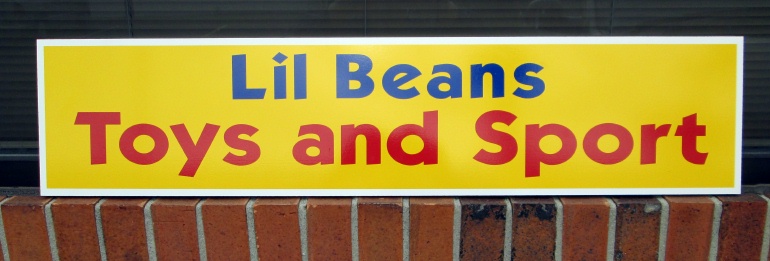 Lil Beans
Toys and Sport